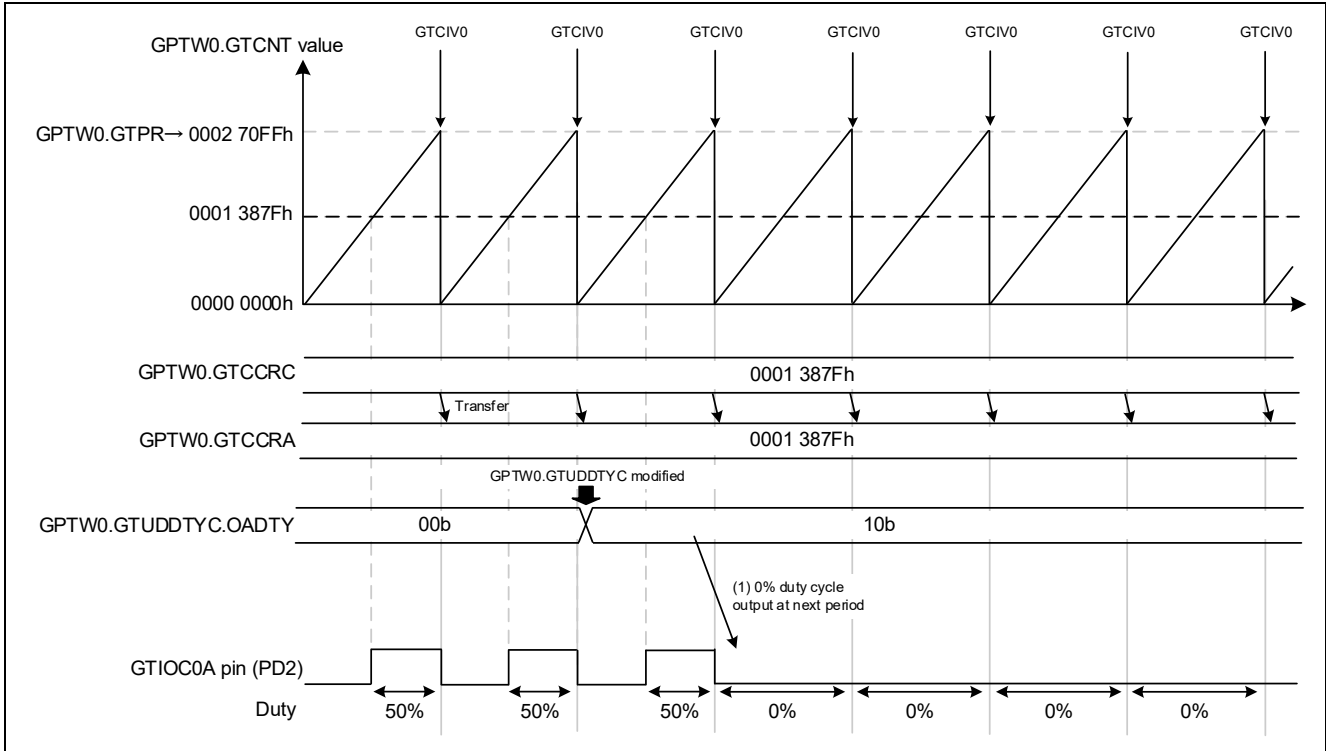 GTCIV0 GTCIV0 GTCIV0 GTCIV0 GTCIV0 GTCIV0 GTCIV0
GPTW0.GTCNT value
GPTW0.GTPR→ 0002 70FFh
0001 387Fh
0000 0000h
GPTW0.GTCCRC 0001 387Fh
Transfer
GPTW0.GTCCRA 0001 387Fh
GPTW0.GTUDDTYC modified
GPTW0.GTUDDTYC.OADTY 00b 10b
(1) 0% duty cycle
output at next period
GTIOC0A pin (PD2)
Duty 50% 50% 50% 0% 0% 0% 0%